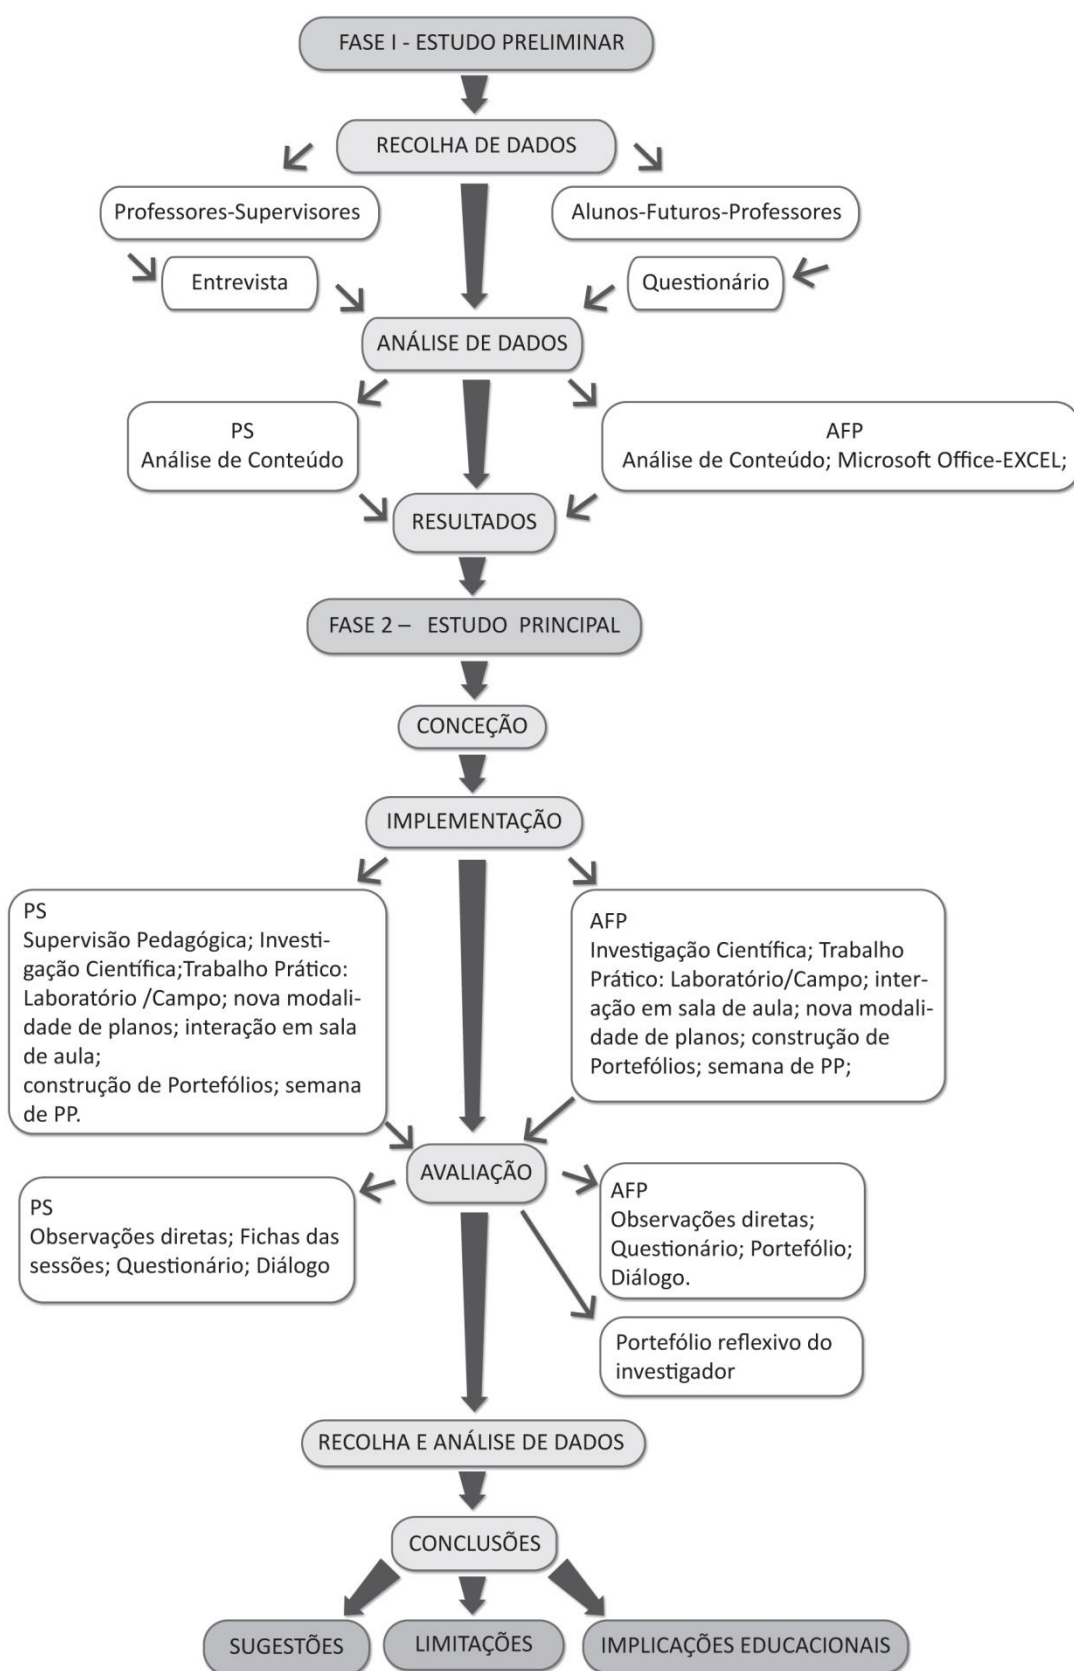 FASE I - ESTUDO PRELIMINAR
RECOLHA DE DADOS
Professores-Supervisores
Alunos-Futuros-Professores
Entrevista
Questionário
ANÁLISE DE DADOS
PS
Análise de Conteúdo
AFP
Análise de Conteúdo; Microsoft Office-EXCEL;
RESULTADOS
FASE 2 – ESTUDO PRINCIPAL
CONCEÇÃO
IMPLEMENTAÇÃO
PS
Supervisão Pedagógica; Investi-
gação Científica;Trabalho Prático:
Laboratório /Campo; nova modali-
dade de planos; interação em sala
de aula;
construção de Portefólios; semana
de PP.
AFP
Investigação Científica; Trabalho
Prático: Laboratório/Campo; inter-
ação em sala de aula; nova modali-
dade de planos; construção de
Portefólios; semana de PP;
AVALIAÇÃO
PS
Observações diretas; Fichas das
sessões; Questionário; Diálogo
AFP
Observações diretas;
Questionário; Portefólio;
Diálogo.
Portefólio reflexivo do
investigador
RECOLHA E ANÁLISE DE DADOS
CONCLUSÕES
SUGESTÕES
LIMITAÇÕES
IMPLICAÇÕES EDUCACIONAIS